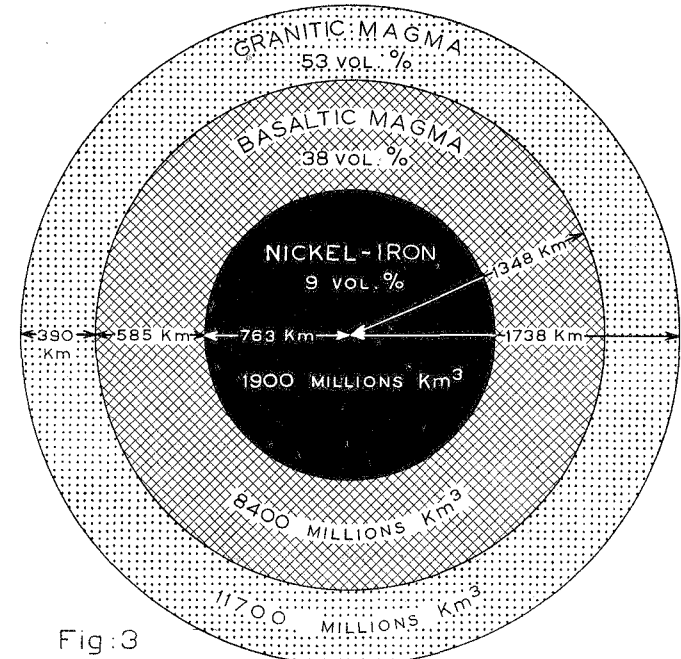 GRANITIC MAGMA
53 VOL. %
BASALTIC MAGMA
38 VOL. %
NICKEL-IRON
9 VOL. %
1348 Km
390 Km
585 Km
763 Km
1738 Km
1900 MILLIONS Km³
8400 MILLIONS Km³
11700 MILLIONS Km³
Fig:3